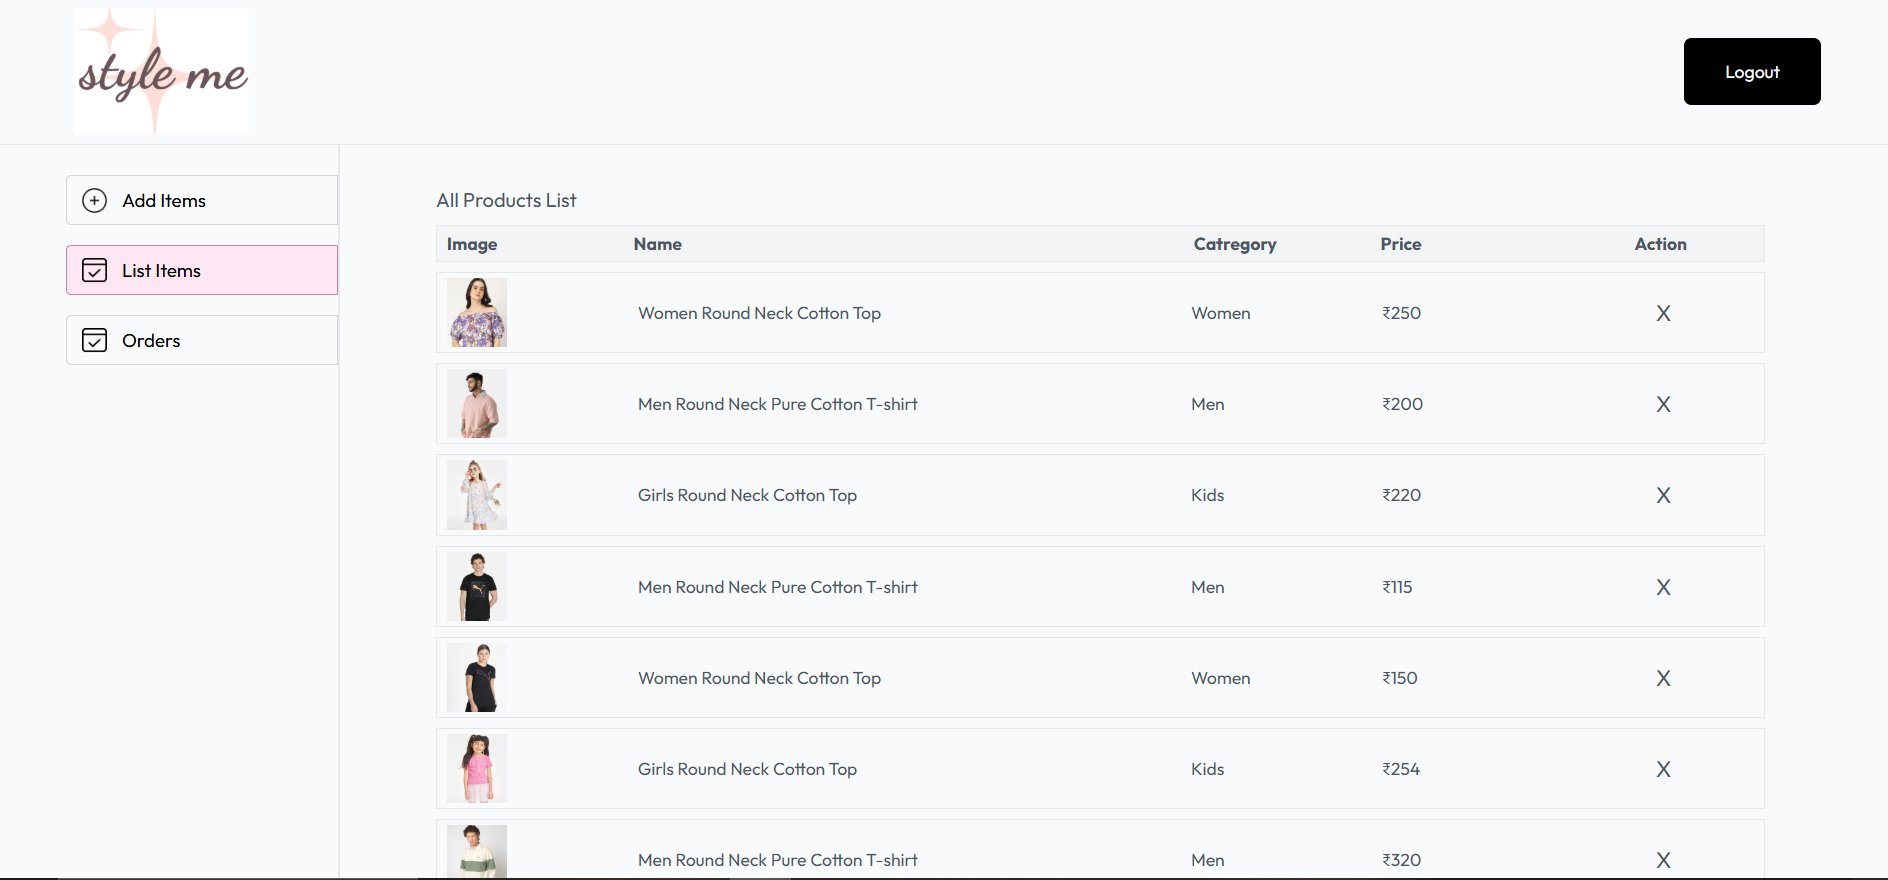 style me
Logout
Add Items
List Items
Orders
All Products List
Image Name Catregory Price Action
Women Round Neck Cotton Top Women ₹250 X
Men Round Neck Pure Cotton T-shirt Men ₹200 X
Girls Round Neck Cotton Top Kids ₹220 X
Men Round Neck Pure Cotton T-shirt Men ₹115 X
Women Round Neck Cotton Top Women ₹150 X
Girls Round Neck Cotton Top Kids ₹254 X
Men Round Neck Pure Cotton T-shirt Men ₹320 X